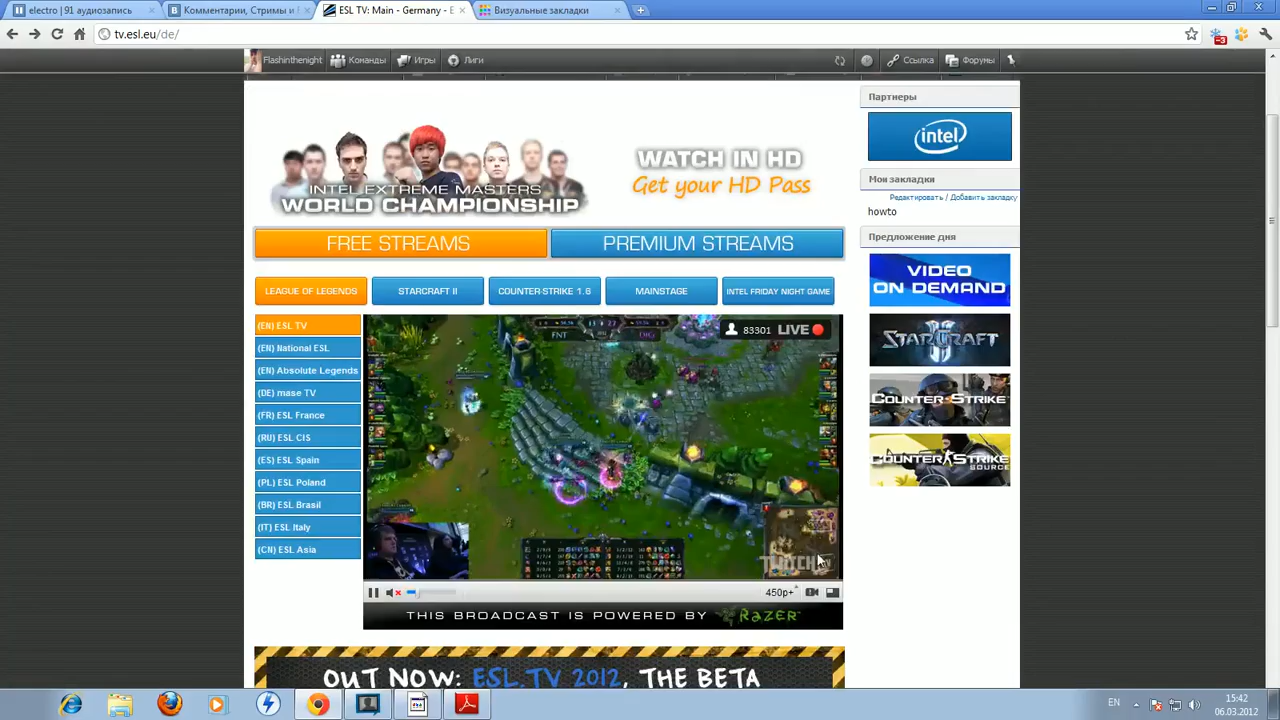 electro | 91 аудиозапись
Комментарии, Стримы и
ESL TV: Main - Germany - E
Визуальные закладки
tv.esl.eu/de/
Flashinthenight
Команды
Игры
Лиги
Ссылка
Форумы
INTEL EXTREME MASTERS
WORLD CHAMPIONSHIP
WATCH IN HD
Get your HD Pass
FREE STREAMS
PREMIUM STREAMS
LEAGUE OF LEGENDS
STARCRAFT II
COUNTER-STRIKE 1.6
MAINSTAGE
INTEL FRIDAY NIGHT GAME
(EN) ESL TV
(EN) National ESL
(EN) Absolute Legends
(DE) mase TV
(FR) ESL France
(RU) ESL CIS
(ES) ESL Spain
(PL) ESL Poland
(BR) ESL Brasil
(IT) ESL Italy
(CN) ESL Asia
FNT
DIG
83301 LIVE
TWITCH
450p+
THIS BROADCAST IS POWERED BY RAZER
OUT NOW: ESL.TV 2012, THE BETA
Партнеры
intel
Мои закладки
Редактировать / Добавить закладку
howto
Предложение дня
VIDEO
ON DEMAND
STARCRAFT
II
COUNTER-STRIKE
COUNTER-STRIKE
SOURCE
-3
EN
15:42
06.03.2012